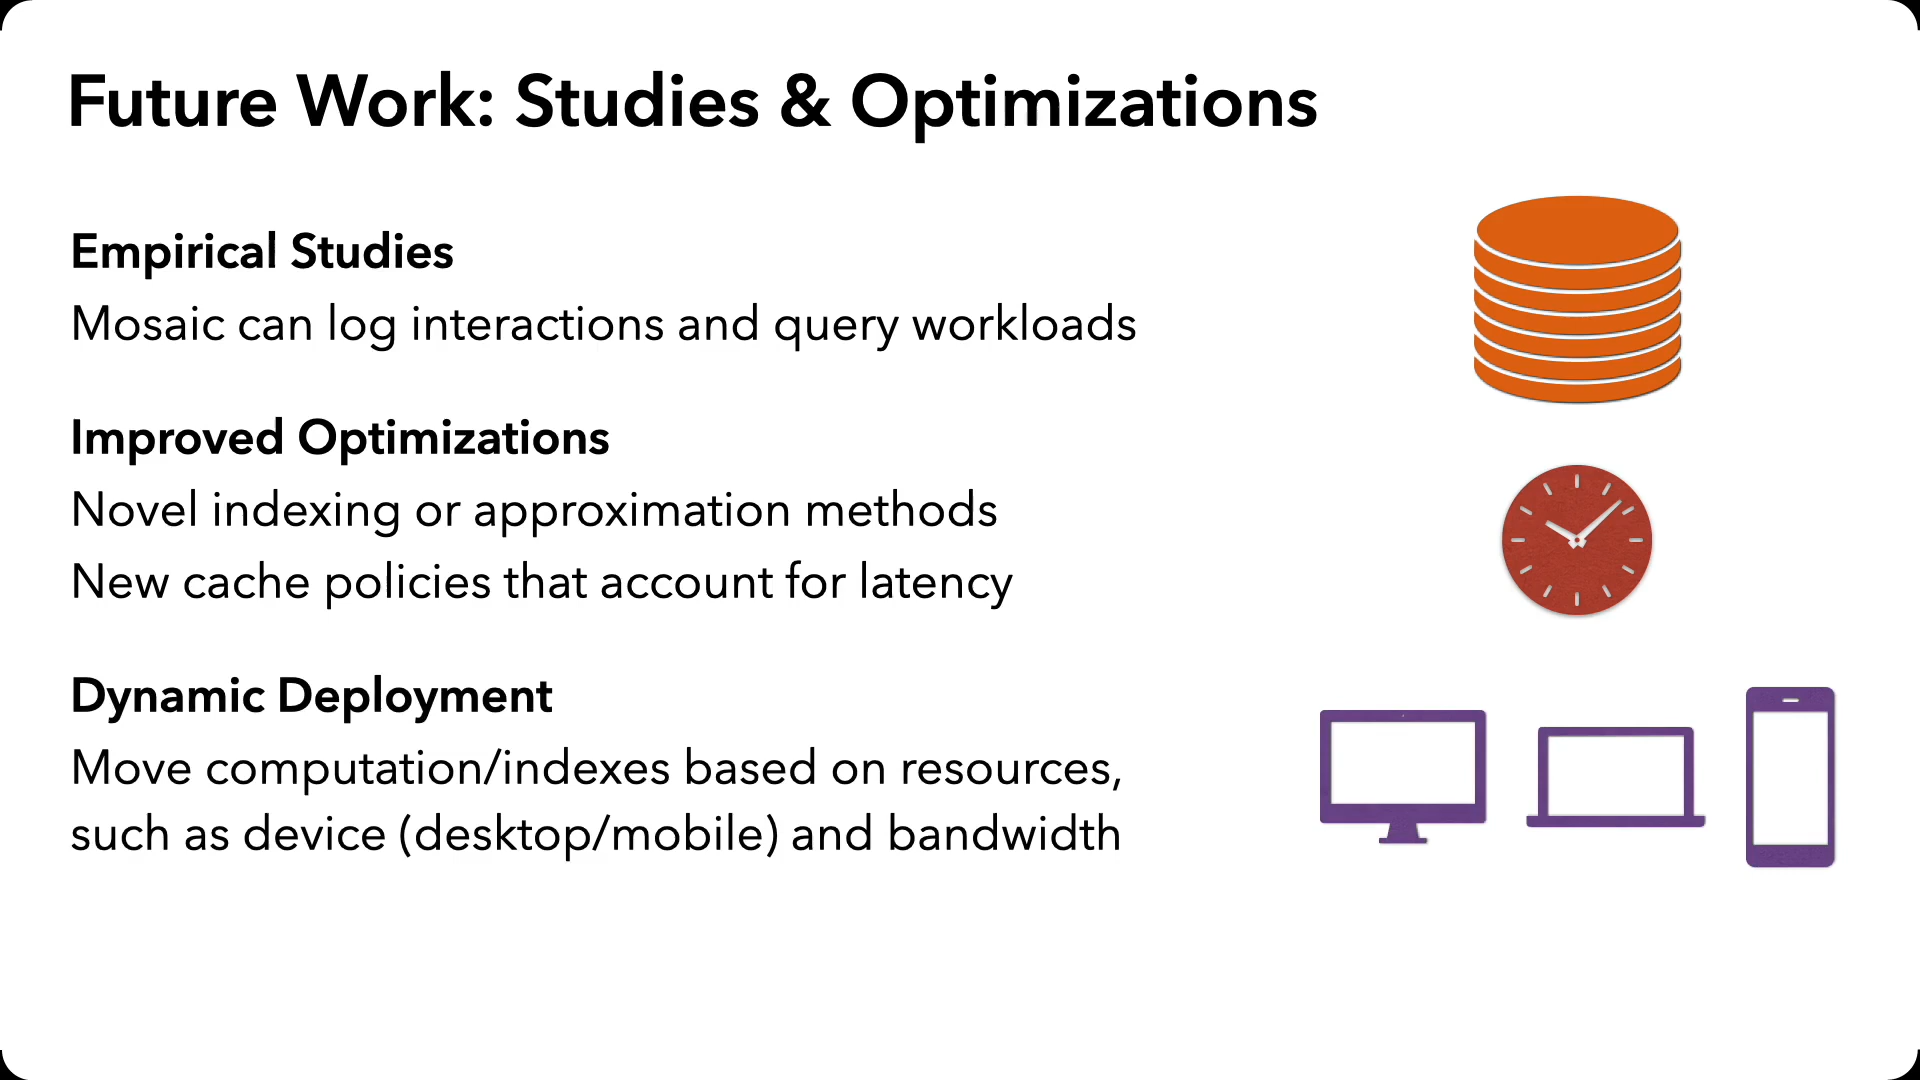 Future Work: Studies & Optimizations
Empirical Studies
Mosaic can log interactions and query workloads
Improved Optimizations
Novel indexing or approximation methods
New cache policies that account for latency
Dynamic Deployment
Move computation/indexes based on resources,
such as device (desktop/mobile) and bandwidth